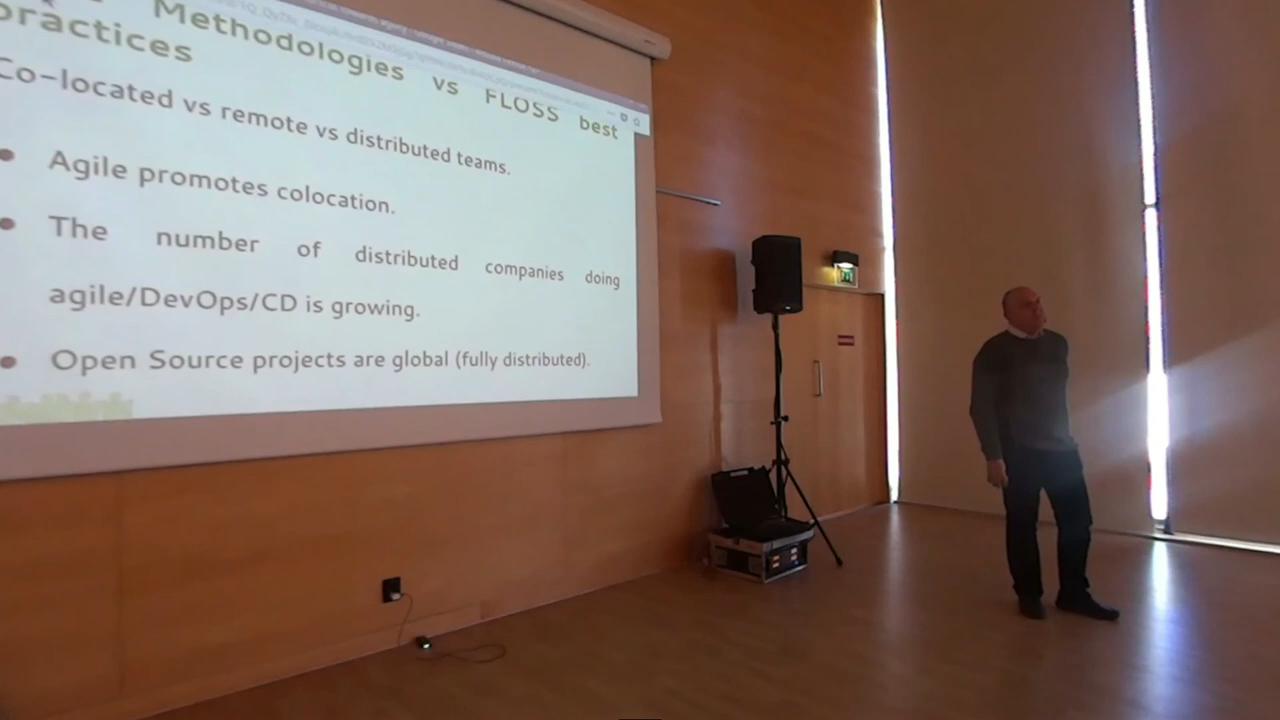 Methodologies vs FLOSS best
practices
Co-located vs remote vs distributed teams.
• Agile promotes colocation.
• The number of distributed companies doing
agile/DevOps/CD is growing.
• Open Source projects are global (fully distributed).